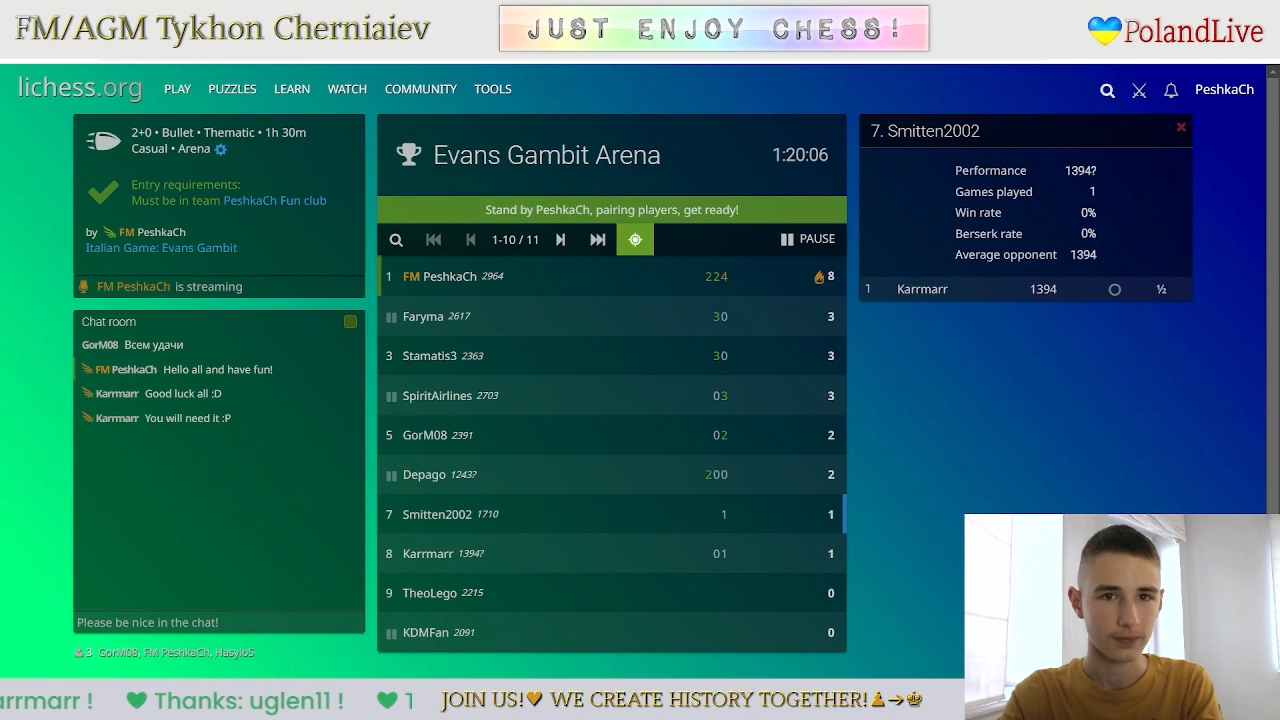 FM/AGM Tykhon Cherniaiev
JUST ENJOY CHESS!
PolandLive
lichess.org
PLAY
PUZZLES
LEARN
WATCH
COMMUNITY
TOOLS
PeshkaCh
2+0 • Bullet • Thematic • 1h 30m
Casual • Arena
Entry requirements:
Must be in team PeshkaCh Fun club
by FM PeshkaCh
Italian Game: Evans Gambit
FM PeshkaCh is streaming
Chat room
GorM08 Всем удачи
FM PeshkaCh Hello all and have fun!
Karrmarr Good luck all :D
Karrmarr You will need it :P
Please be nice in the chat!
3 GorM08, FM PeshkaCh, HasyloS
Evans Gambit Arena 1:20:06
Stand by PeshkaCh, pairing players, get ready!
1-10 / 11 PAUSE
1 FM PeshkaCh 2964 224 8
Faryma 2617 30 3
3 Stamatis3 2363 30 3
SpiritAirlines 2703 03 3
5 GorM08 2391 02 2
Depago 1243? 200 2
7 Smitten2002 1710 1 1
8 Karrmarr 1394? 01 1
9 TheoLego 2215 0
KDMFan 2091 0
7. Smitten2002
Performance 1394?
Games played 1
Win rate 0%
Berserk rate 0%
Average opponent 1394
1 Karrmarr 1394 ½
arrmarr ! Thanks: uglen11 ! T
JOIN US! WE CREATE HISTORY TOGETHER!